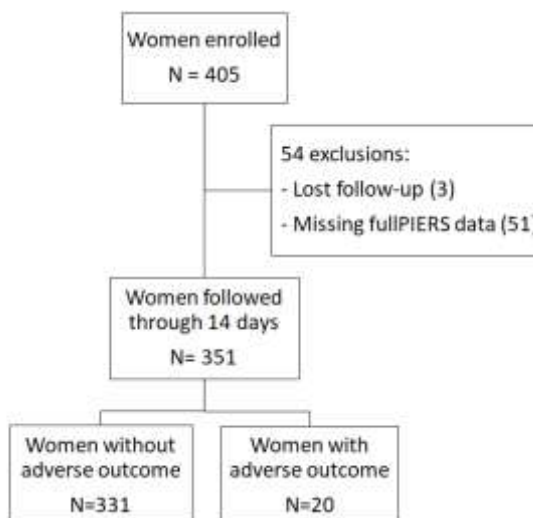 Women enrolled
N = 405
54 exclusions:
- Lost follow-up (3)
- Missing fullPIERS data (51)
Women followed
through 14 days
N= 351
Women without
adverse outcome
N=331
Women with
adverse outcome
N=20